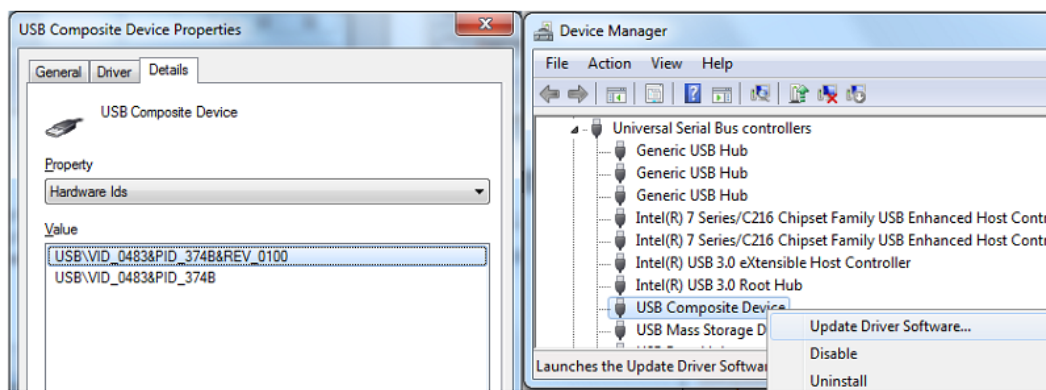 USB Composite Device Properties
General Driver Details
USB Composite Device
Property
Hardware Ids
Value
USB\VID_0483&PID_374B&REV_0100
USB\VID_0483&PID_374B
Device Manager
File Action View Help
Universal Serial Bus controllers
Generic USB Hub
Generic USB Hub
Generic USB Hub
Intel(R) 7 Series/C216 Chipset Family USB Enhanced Host Contr
Intel(R) 7 Series/C216 Chipset Family USB Enhanced Host Contr
Intel(R) USB 3.0 eXtensible Host Controller
Intel(R) USB 3.0 Root Hub
USB Composite Device
USB Mass Storage D
Launches the Update Driver Softwa
Update Driver Software...
Disable
Uninstall